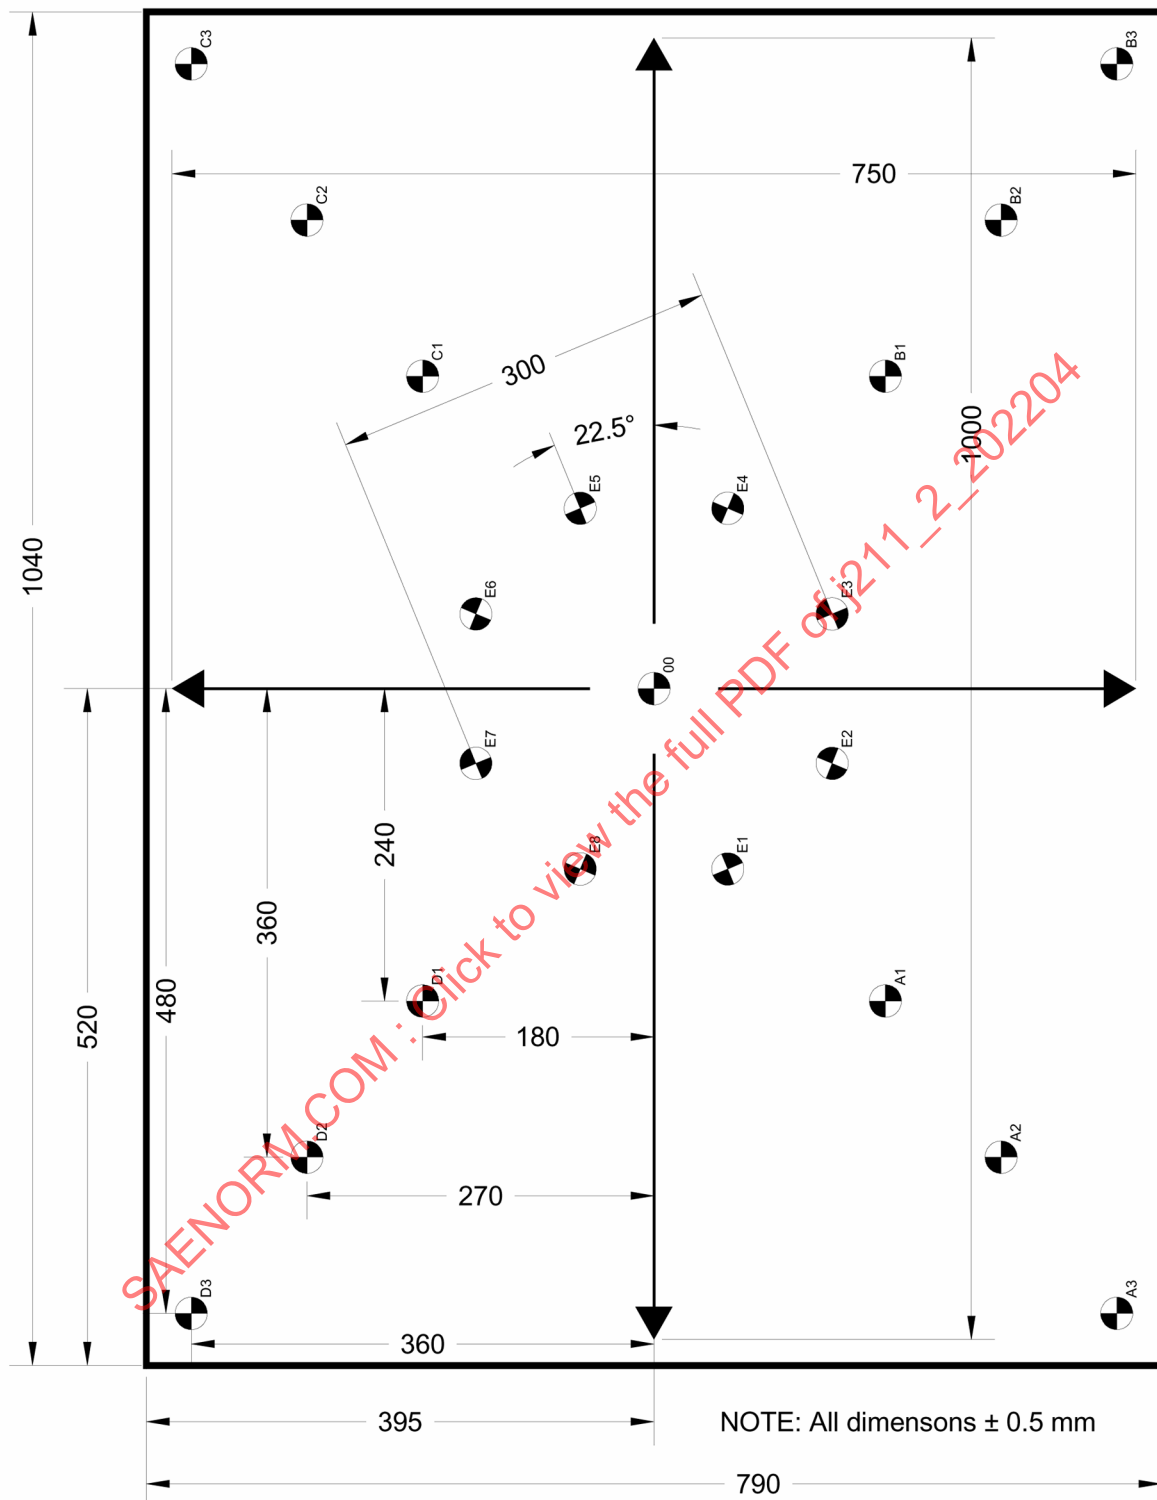 C3
B3
750
C2
B2
C1
B1
300
22.5°
1000
E5
E4
1040
E6
E3
00
E7
E2
240
E8
E1
360
D1
A1
480
520
180
D2
A2
270
D3
A3
360
395
NOTE: All dimensons ± 0.5 mm
790
SAENORM.COM : Click to view the full PDF of j211_2_202204